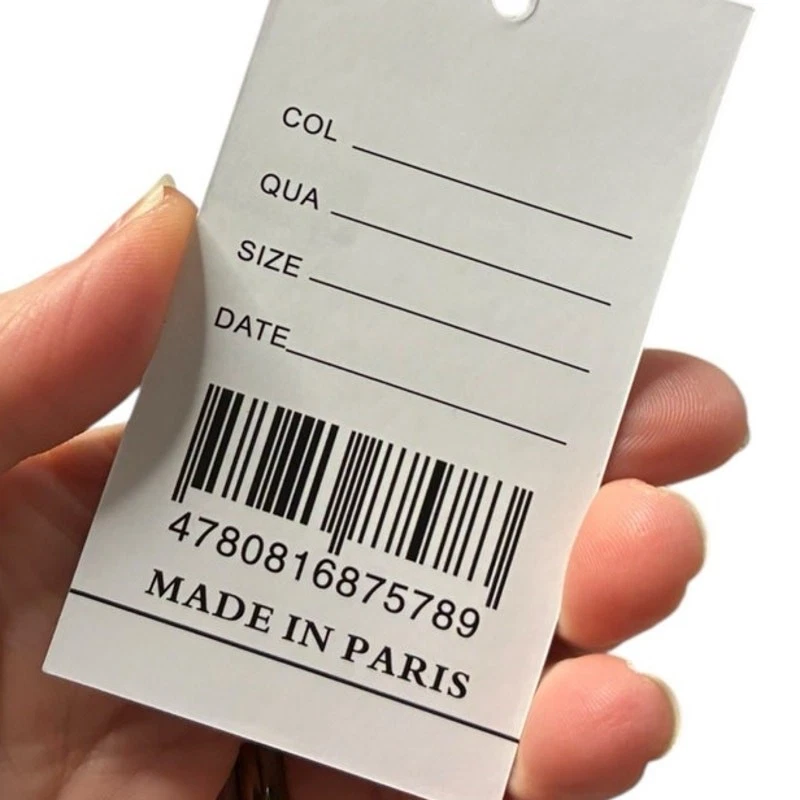 COL
QUA
SIZE
DATE
4780816875789
MADE IN PARIS